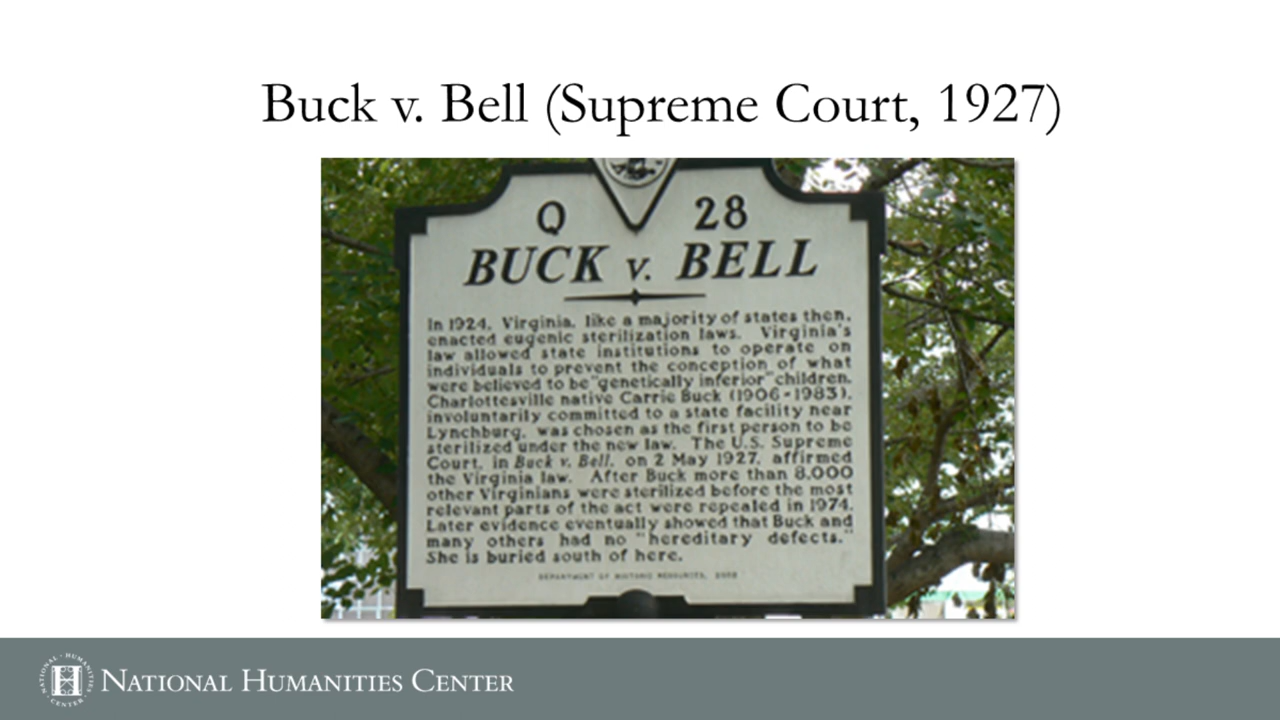 Buck v. Bell (Supreme Court, 1927)
Q 28
BUCK v. BELL
In 1924, Virginia, like a majority of states then,
enacted eugenic sterilization laws. Virginia's
law allowed state institutions to operate on
individuals to prevent the conception of what
were believed to be "genetically inferior" children.
Charlottesville native Carrie Buck (1906-1983),
involuntarily committed to a state facility near
Lynchburg, was chosen as the first person to be
sterilized under the new law. The U.S. Supreme
Court, in Buck v. Bell, on 2 May 1927, affirmed
the Virginia law. After Buck more than 8,000
other Virginians were sterilized before the most
relevant parts of the act were repealed in 1974.
Later evidence eventually showed that Buck and
many others had no "hereditary defects."
She is buried south of here.
DEPARTMENT OF HISTORIC RESOURCES, 2002
NATIONAL · HUMANITIES · CENTER
H
NATIONAL HUMANITIES CENTER